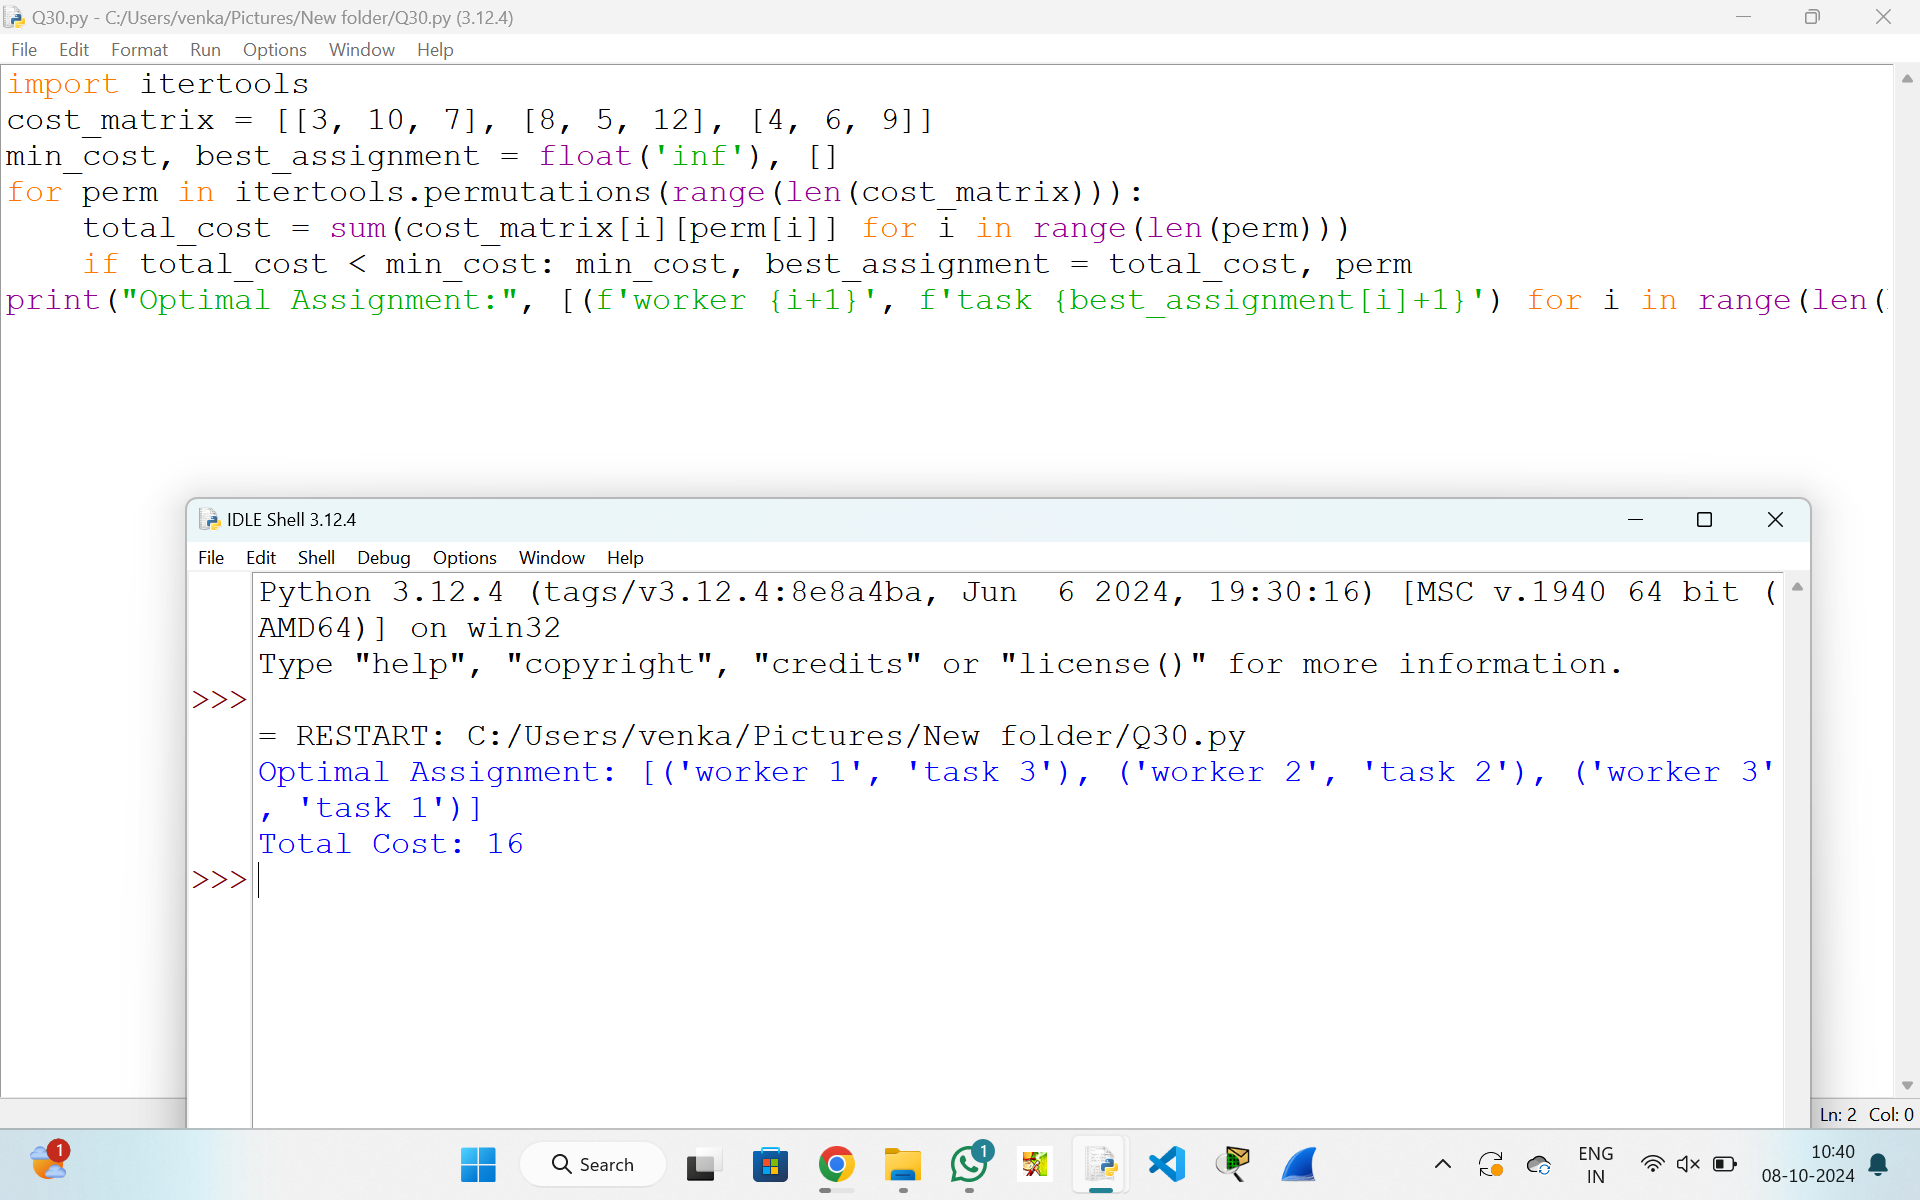 Q30.py - C:/Users/venka/Pictures/New folder/Q30.py (3.12.4)
File Edit Format Run Options Window Help
import itertools
cost_matrix = [[3, 10, 7], [8, 5, 12], [4, 6, 9]]
min_cost, best_assignment = float('inf'), []
for perm in itertools.permutations(range(len(cost_matrix))):
    total_cost = sum(cost_matrix[i][perm[i]] for i in range(len(perm)))
    if total_cost < min_cost: min_cost, best_assignment = total_cost, perm
print("Optimal Assignment:", [(f'worker {i+1}', f'task {best_assignment[i]+1}') for i in range(len(
IDLE Shell 3.12.4
File Edit Shell Debug Options Window Help
Python 3.12.4 (tags/v3.12.4:8e8a4ba, Jun  6 2024, 19:30:16) [MSC v.1940 64 bit (
AMD64)] on win32
Type "help", "copyright", "credits" or "license()" for more information.
>>>
= RESTART: C:/Users/venka/Pictures/New folder/Q30.py
Optimal Assignment: [('worker 1', 'task 3'), ('worker 2', 'task 2'), ('worker 3'
, 'task 1')]
Total Cost: 16
>>>
Ln: 2 Col: 0
1
Search
1
ENG
IN
10:40
08-10-2024